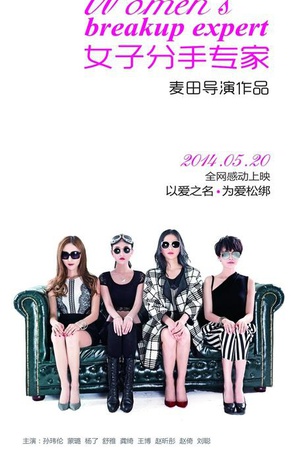 Women's
breakup expert
女子分手专家
麦田导演作品
2014.05.20
全网感动上映
以爱之名·为爱松绑
主演：孙玮伦 蒙璐 杨了 舒雅 龚绮 王博 赵昕彤 赵倚 刘聪